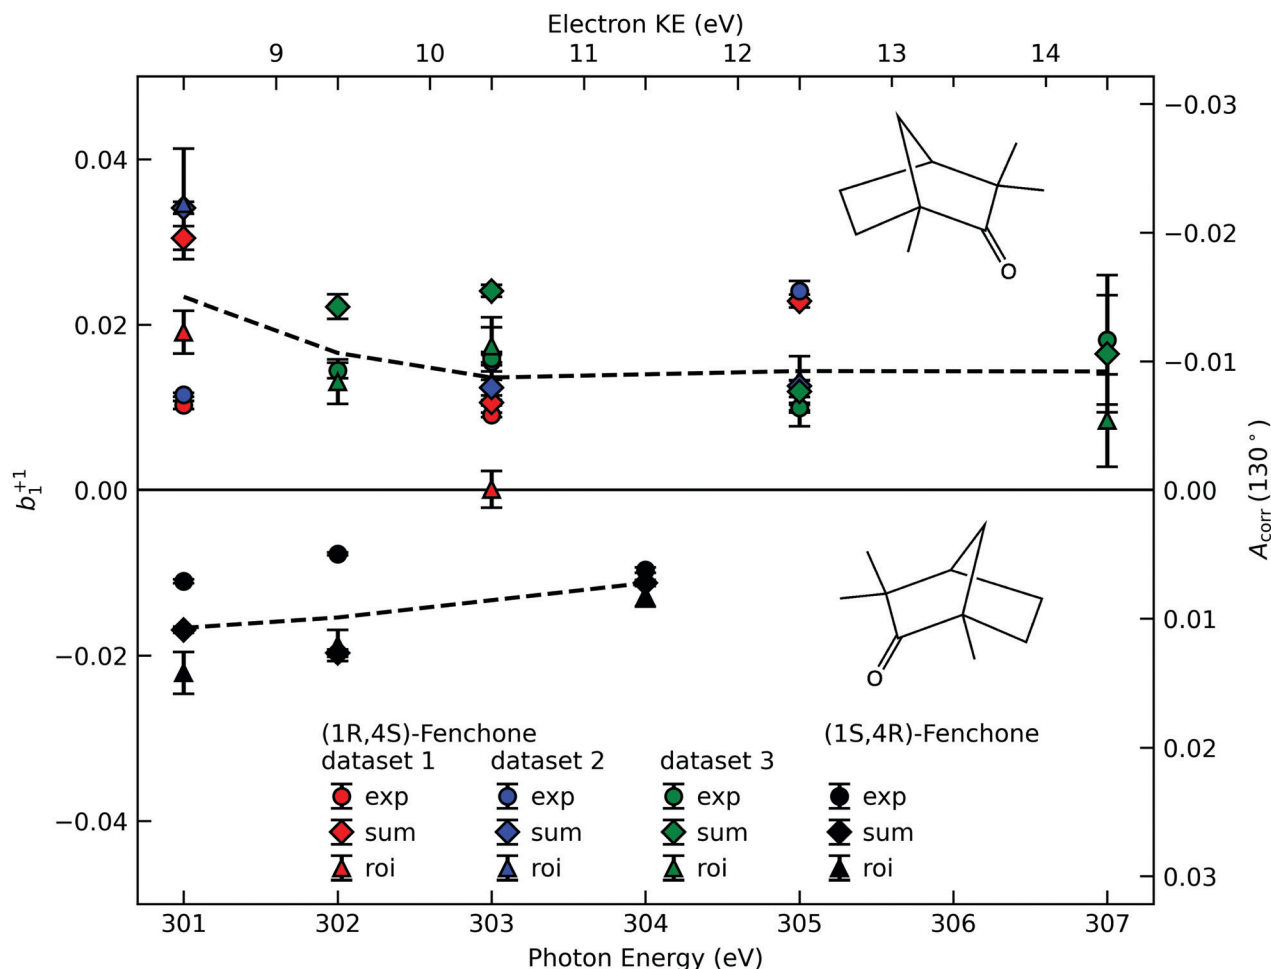 Electron KE (eV)
9 10 11 12 13 14
0.04
0.02
0.00
−0.02
−0.04
b₁⁺¹
−0.03
−0.02
−0.01
0.00
0.01
0.02
0.03
A_corr (130°)
O
O
(1R,4S)-Fenchone (1S,4R)-Fenchone
dataset 1 dataset 2 dataset 3
exp exp exp exp
sum sum sum sum
roi roi roi roi
301 302 303 304 305 306 307
Photon Energy (eV)